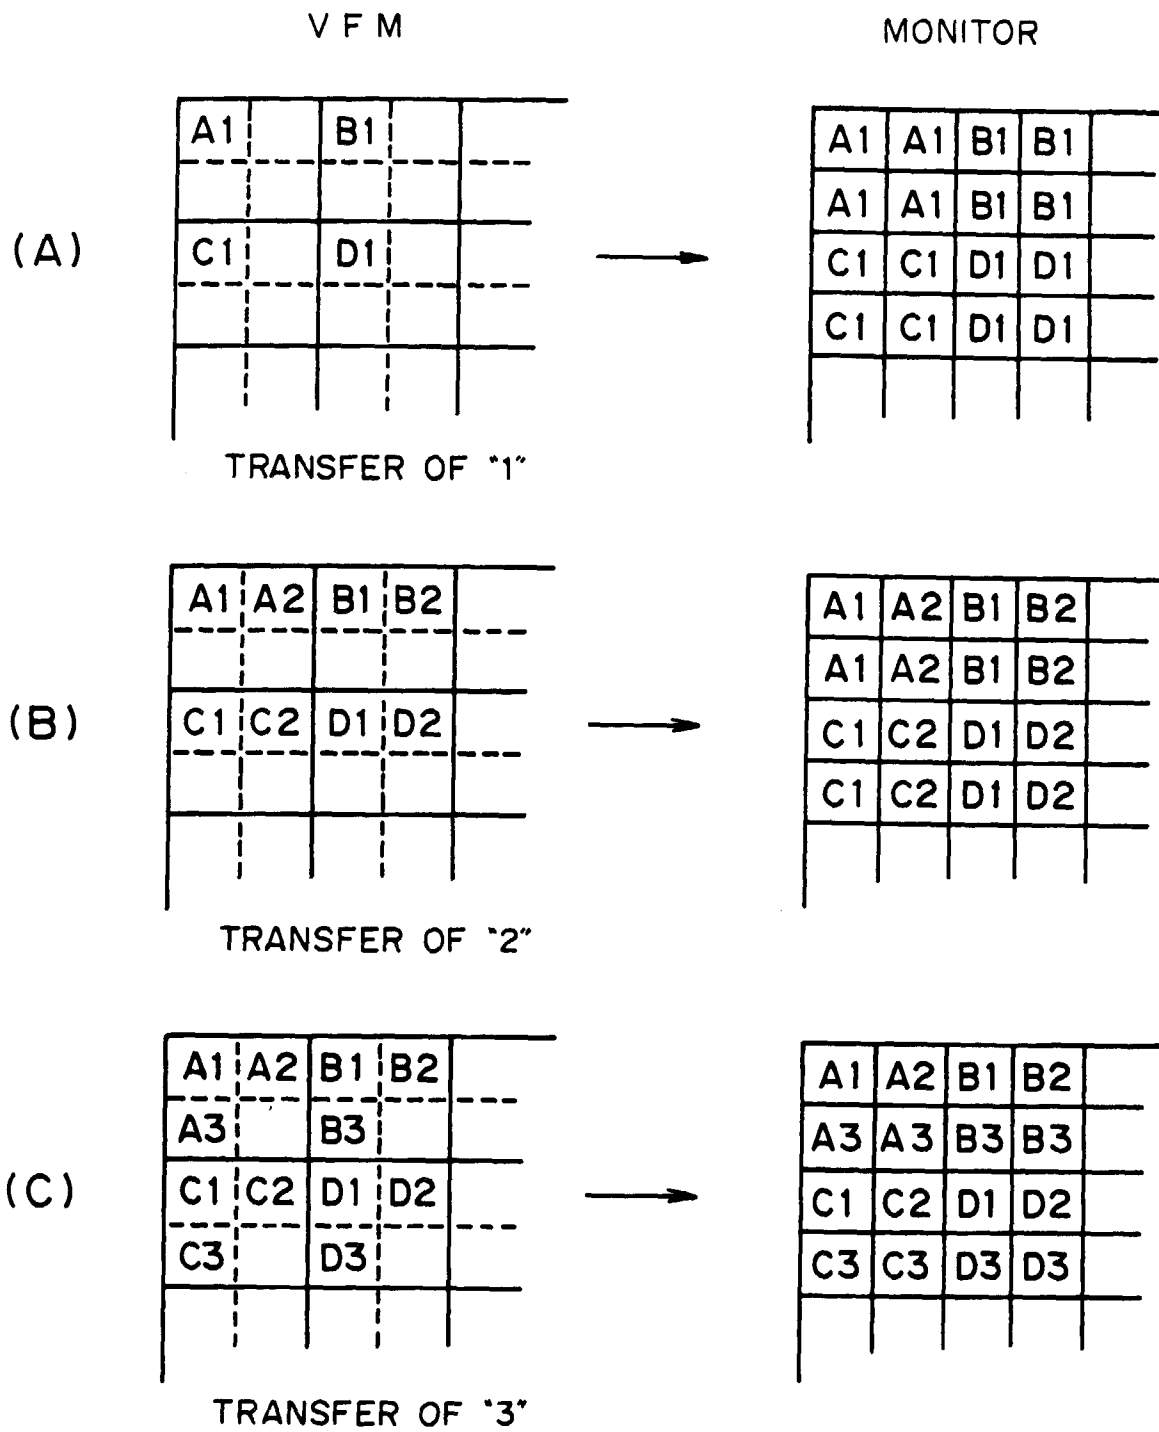 VFM
MONITOR
(A)
A1 B1
C1 D1
A1 A1 B1 B1
A1 A1 B1 B1
C1 C1 D1 D1
C1 C1 D1 D1
TRANSFER OF "1"
(B)
A1 A2 B1 B2
C1 C2 D1 D2
A1 A2 B1 B2
A1 A2 B1 B2
C1 C2 D1 D2
C1 C2 D1 D2
TRANSFER OF "2"
(C)
A1 A2 B1 B2
A3 B3
C1 C2 D1 D2
C3 D3
A1 A2 B1 B2
A3 A3 B3 B3
C1 C2 D1 D2
C3 C3 D3 D3
TRANSFER OF "3"